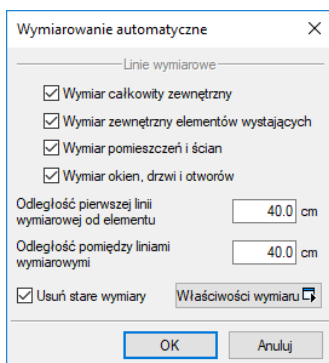 Wymiarowanie automatyczne
Linie wymiarowe
Wymiar całkowity zewnętrzny
Wymiar zewnętrzny elementów wystających
Wymiar pomieszczeń i ścian
Wymiar okien, drzwi i otworów
Odległość pierwszej linii
wymiarowej od elementu
40.0 cm
Odległość pomiędzy liniami
wymiarowymi
40.0 cm
Usuń stare wymiary
Właściwości wymiaru
OK
Anuluj